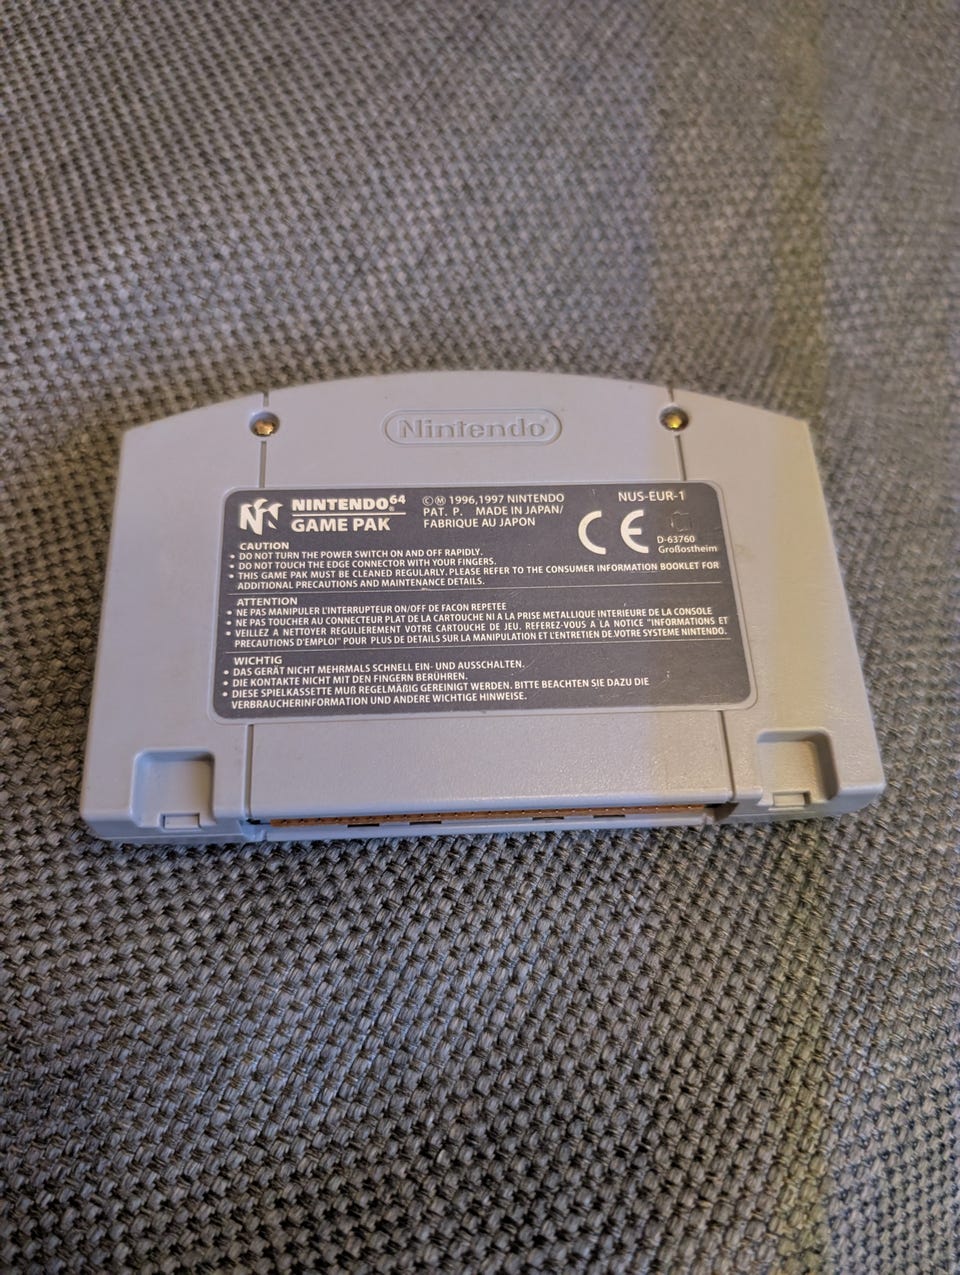 Nintendo®
NINTENDO®64
GAME PAK
©Ⓜ 1996,1997 NINTENDO
PAT. P. MADE IN JAPAN/
FABRIQUE AU JAPON
CE
NUS-EUR-1
D-63760
Großostheim
CAUTION
• DO NOT TURN THE POWER SWITCH ON AND OFF RAPIDLY.
• DO NOT TOUCH THE EDGE CONNECTOR WITH YOUR FINGERS.
• THIS GAME PAK MUST BE CLEANED REGULARLY. PLEASE REFER TO THE CONSUMER INFORMATION BOOKLET FOR
ADDITIONAL PRECAUTIONS AND MAINTENANCE DETAILS.
ATTENTION
• NE PAS MANIPULER L'INTERRUPTEUR ON/OFF DE FACON REPETEE
• NE PAS TOUCHER AU CONNECTEUR PLAT DE LA CARTOUCHE NI A LA PRISE METALLIQUE INTERIEURE DE LA CONSOLE
• VEILLEZ A NETTOYER REGULIEREMENT VOTRE CARTOUCHE DE JEU. REFEREZ-VOUS A LA NOTICE "INFORMATIONS ET
PRECAUTIONS D'EMPLOI" POUR PLUS DE DETAILS SUR LA MANIPULATION ET L'ENTRETIEN DE VOTRE SYSTEME NINTENDO.
WICHTIG
• DAS GERÄT NICHT MEHRMALS SCHNELL EIN- UND AUSSCHALTEN.
• DIE KONTAKTE NICHT MIT DEN FINGERN BERÜHREN.
• DIESE SPIELKASSETTE MUß REGELMÄßIG GEREINIGT WERDEN. BITTE BEACHTEN SIE DAZU DIE
VERBRAUCHERINFORMATION UND ANDERE WICHTIGE HINWEISE.